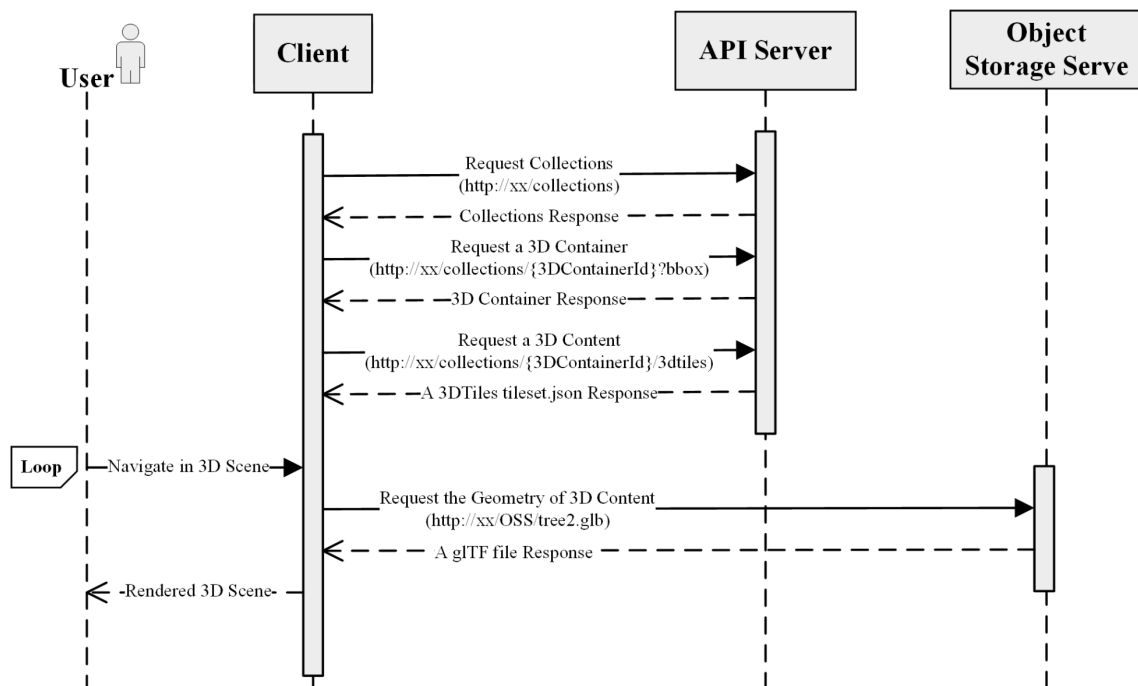 User
Client
API Server
Object
Storage Serve
Request Collections
(http://xx/collections)
Collections Response
Request a 3D Container
(http://xx/collections/{3DContainerId}?bbox)
3D Container Response
Request a 3D Content
(http://xx/collections/{3DContainerId}/3dtiles)
A 3DTiles tileset.json Response
Loop
Navigate in 3D Scene
Request the Geometry of 3D Content
(http://xx/OSS/tree2.glb)
A glTF file Response
Rendered 3D Scene